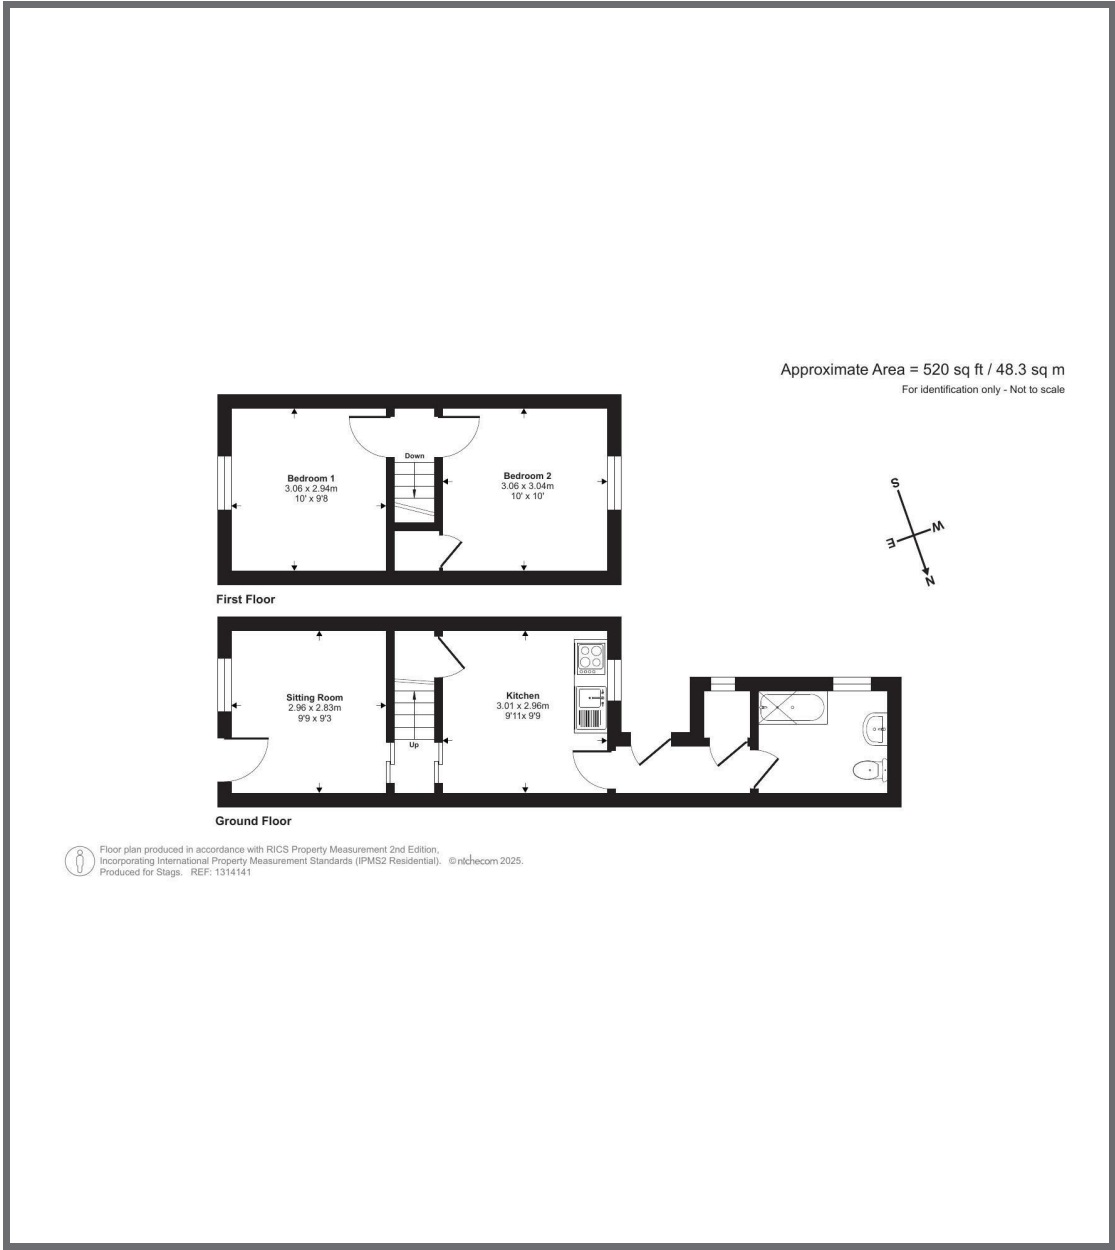 Approximate Area = 520 sq ft / 48.3 sq m
For identification only - Not to scale
Bedroom 1
3.06 x 2.94m
10' x 9'8
Down
Bedroom 2
3.06 x 3.04m
10' x 10'
S
W
E
N
First Floor
Sitting Room
2.96 x 2.83m
9'9 x 9'3
Up
Kitchen
3.01 x 2.96m
9'11x 9'9
Ground Floor
Floor plan produced in accordance with RICS Property Measurement 2nd Edition,
Incorporating International Property Measurement Standards (IPMS2 Residential). © nichecom 2025.
Produced for Stags. REF: 1314141